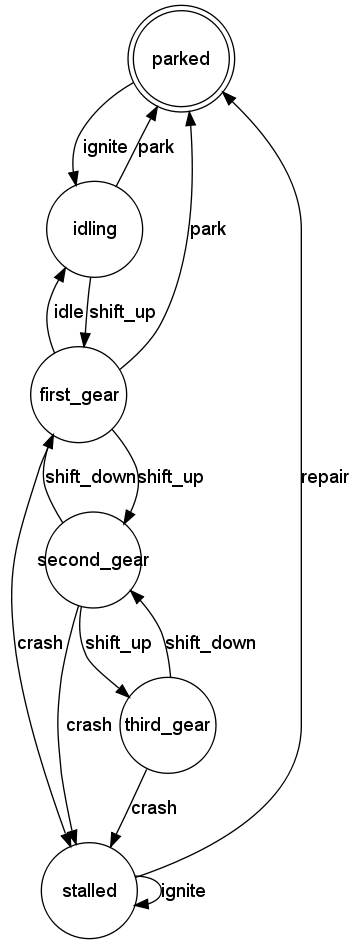 parked
ignite
park
idling
park
idle
shift_up
first_gear
shift_down
shift_up
repair
second_gear
crash
crash
shift_up
shift_down
third_gear
crash
stalled
ignite